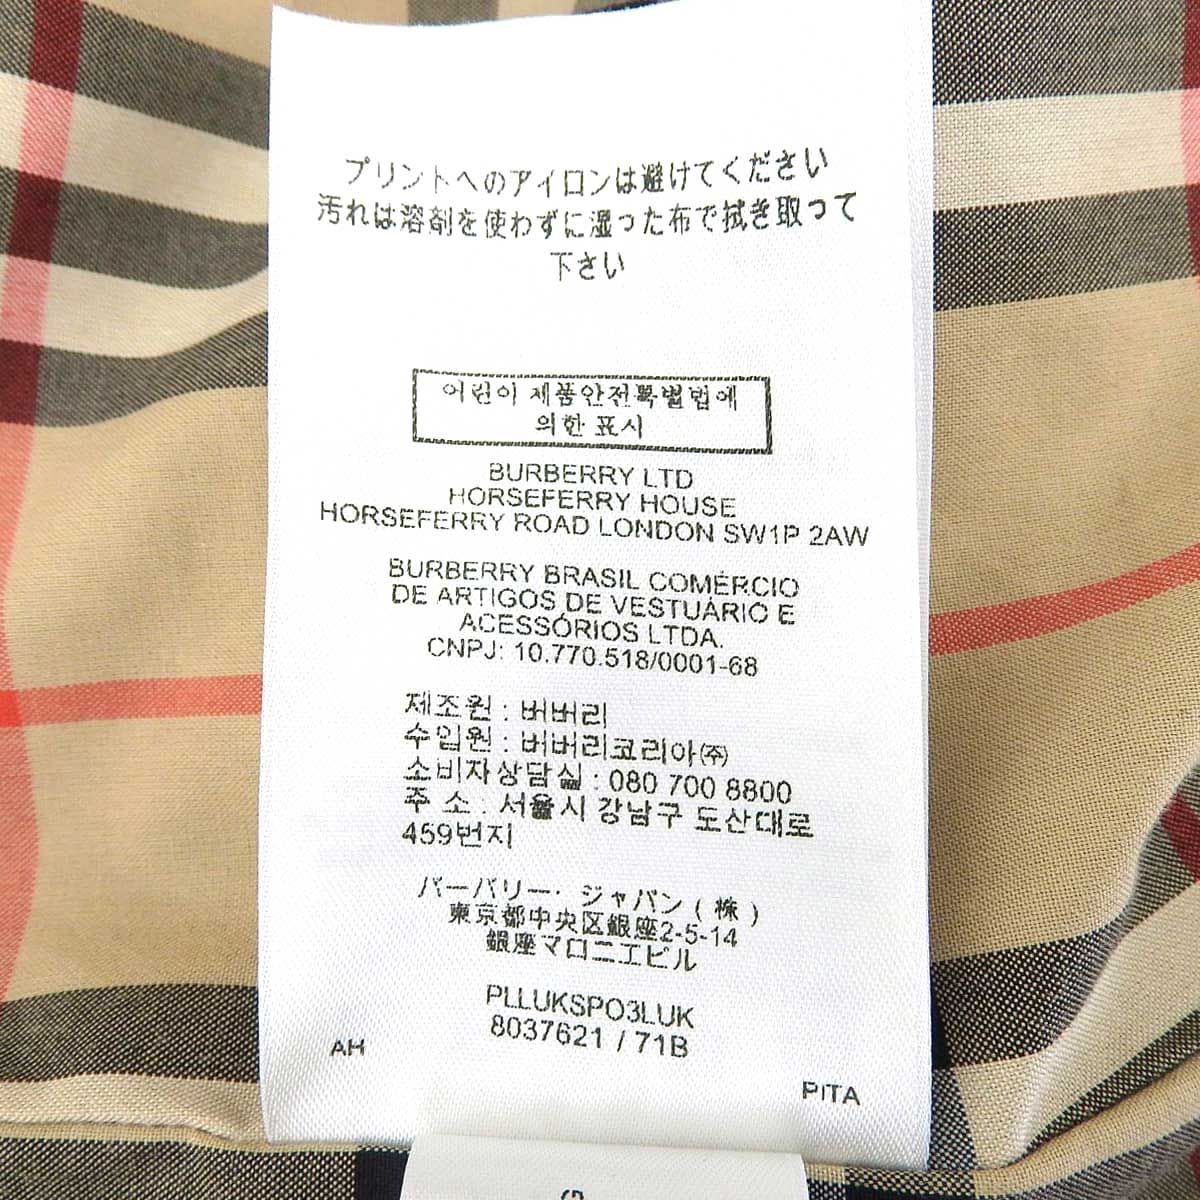 プリントへのアイロンは避けてください
汚れは溶剤を使わずに湿った布で拭き取って
下さい
어린이 제품안전특별법에
의한 표시
BURBERRY LTD
HORSEFERRY HOUSE
HORSEFERRY ROAD LONDON SW1P 2AW
BURBERRY BRASIL COMÉRCIO
DE ARTIGOS DE VESTUÁRIO E
ACESSÓRIOS LTDA.
CNPJ: 10.770.518/0001-68
제조원 : 버버리
수입원 : 버버리코리아㈜
소비자상담실 : 080 700 8800
주 소 : 서울시 강남구 도산대로
459번지
バーバリー・ジャパン(株)
東京都中央区銀座2-5-14
銀座マロニエビル
PLLUKSPO3LUK
8037621 / 71B
AH
PITA